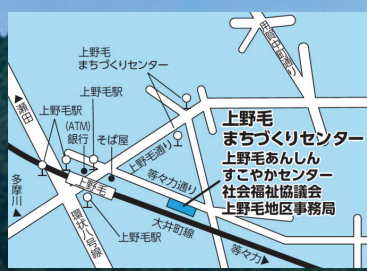 用賀中町通り
上野毛
まちづくりセンター
上野毛駅
上野毛駅
(ATM)
銀行
そば屋
▲瀬田
多摩川▲
上野毛
上野毛通り
等々力通り
上野毛駅
環状八号線
大井町線
等々力▶
上野毛
まちづくりセンター
上野毛あんしん
すこやかセンター
社会福祉協議会
上野毛地区事務局